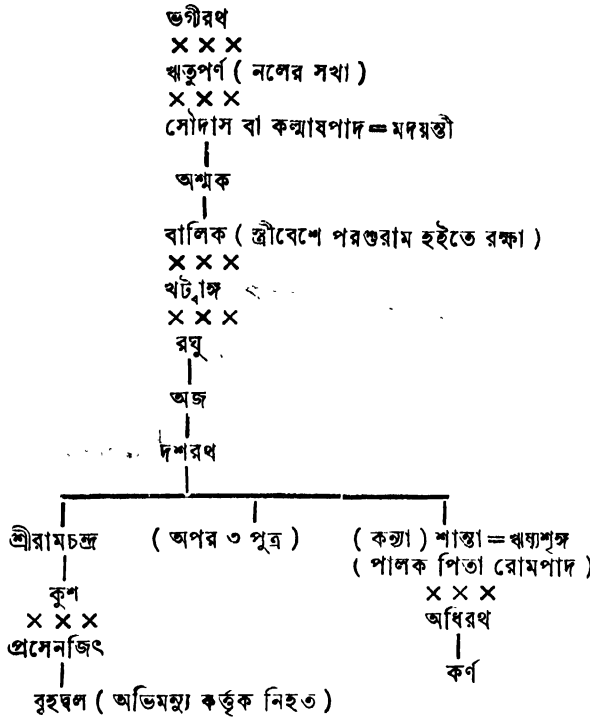 ভগীরথ
× × ×
ঋতুপর্ণ ( নলের সখা )
× × ×
সৌদাস বা কল্মাষপাদ = মদয়ন্তী
অশ্মক
বালিক ( স্ত্রীবেশে পরশুরাম হইতে রক্ষা )
× × ×
খট্বাঙ্গ
× × ×
রঘু
অজ
দশরথ
শ্রীরামচন্দ্র ( অপর ৩ পুত্র ) ( কন্যা ) শান্তা = ঋষ্যশৃঙ্গ
( পালক পিতা রোমপাদ )
কুশ × × ×
× × × অধিরথ
প্রসেনজিৎ
কর্ণ
বৃহদ্বল ( অভিমন্যু কর্ত্তৃক নিহত )